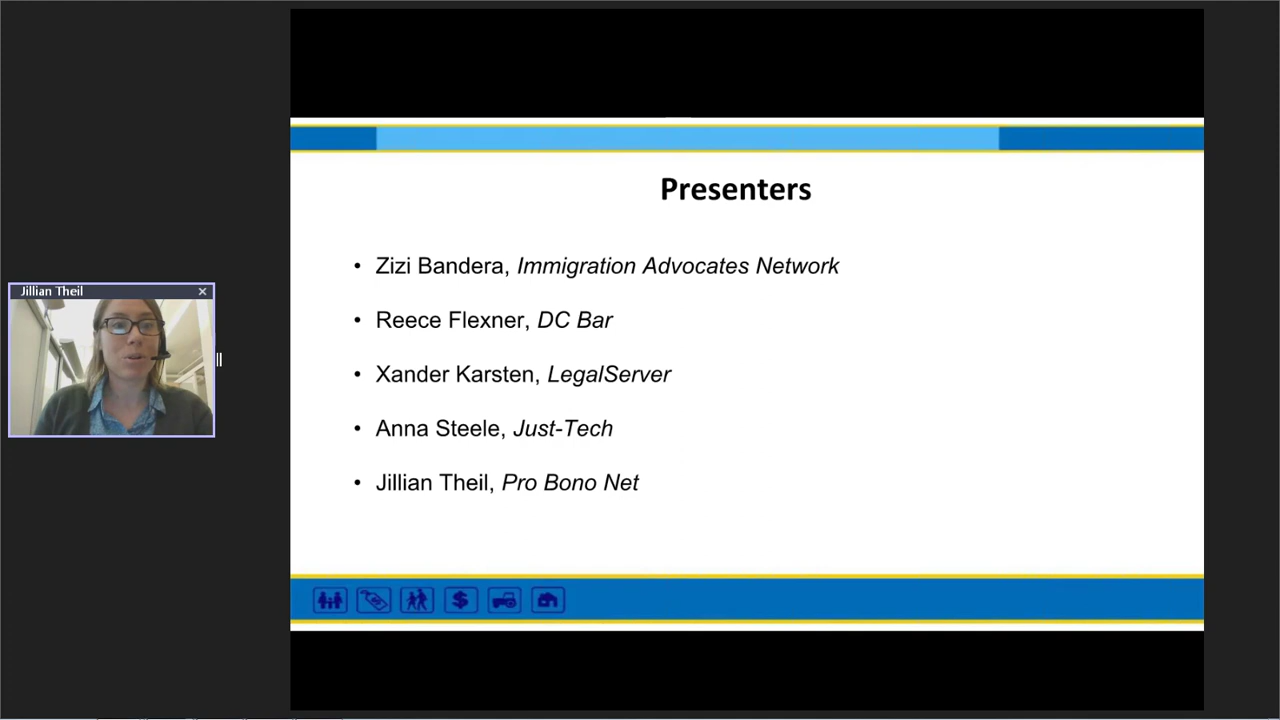 Jillian Theil
Presenters
• Zizi Bandera, Immigration Advocates Network
• Reece Flexner, DC Bar
• Xander Karsten, LegalServer
• Anna Steele, Just-Tech
• Jillian Theil, Pro Bono Net
$